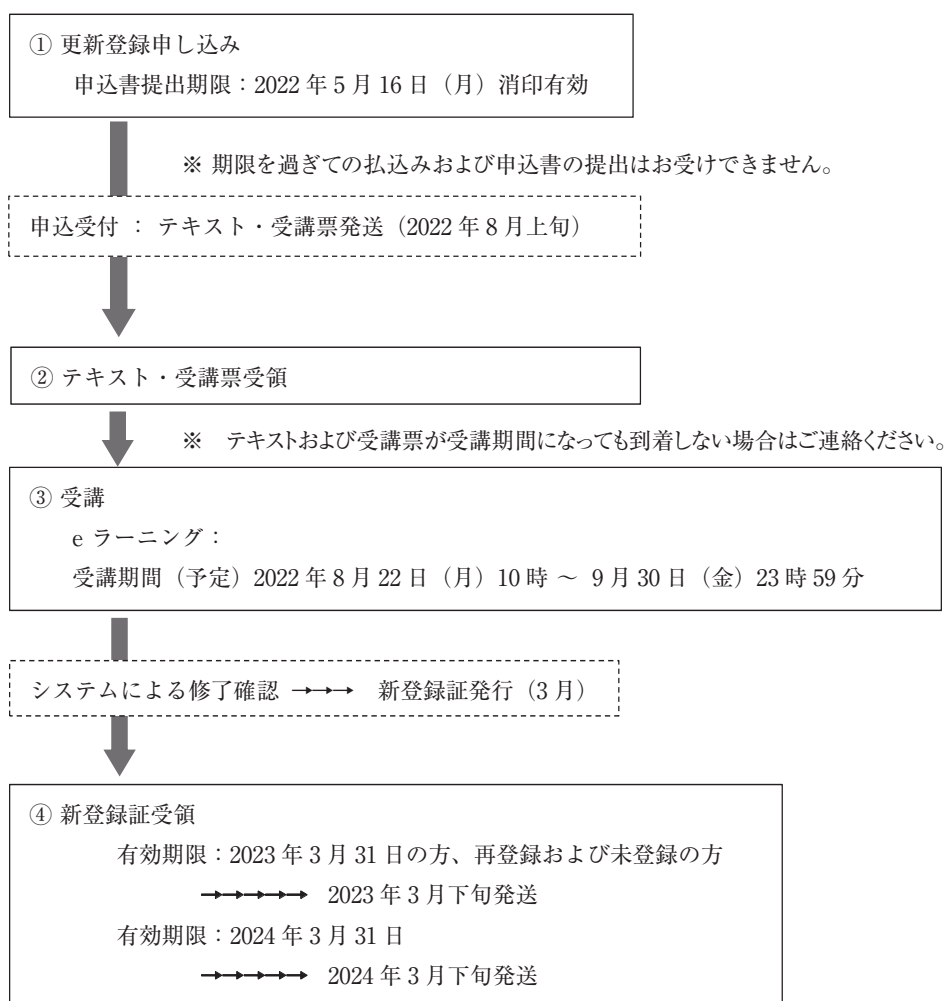 ① 更新登録申し込み
申込書提出期限：2022 年 5 月 16 日（月）消印有効
※ 期限を過ぎての払込みおよび申込書の提出はお受けできません。
申込受付 ： テキスト・受講票発送（2022 年 8 月上旬）
② テキスト・受講票受領
※ テキストおよび受講票が受講期間になっても到着しない場合はご連絡ください。
③ 受講
e ラーニング：
受講期間（予定）2022 年 8 月 22 日（月）10 時 ～ 9 月 30 日（金）23 時 59 分
システムによる修了確認 →→→ 新登録証発行（3 月）
④ 新登録証受領
有効期限：2023 年 3 月 31 日の方、再登録および未登録の方
→→→→→ 2023 年 3 月下旬発送
有効期限：2024 年 3 月 31 日
→→→→→ 2024 年 3 月下旬発送